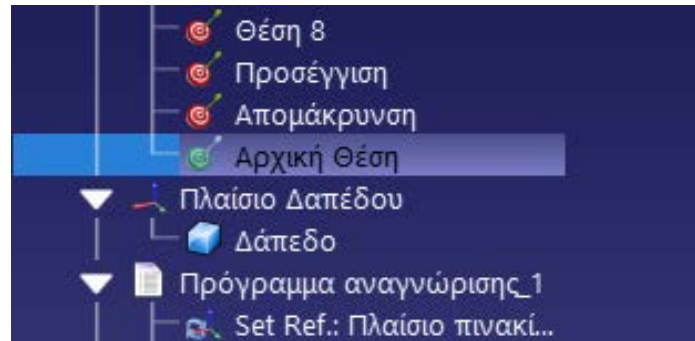 Θέση 8
Προσέγγιση
Απομάκρυνση
Αρχική Θέση
Πλαίσιο Δαπέδου
Δάπεδο
Πρόγραμμα αναγνώρισης_1
Set Ref.: Πλαίσιο πινακί...